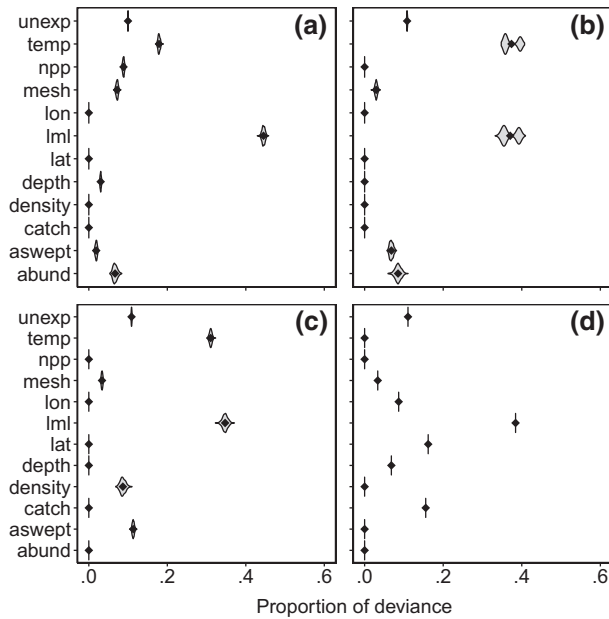 (a)
(b)
unexp
temp
npp
mesh
lon
lml
lat
depth
density
catch
aswept
abund
(c)
(d)
unexp
temp
npp
mesh
lon
lml
lat
depth
density
catch
aswept
abund
.0 .2 .4 .6 .0 .2 .4 .6
Proportion of deviance